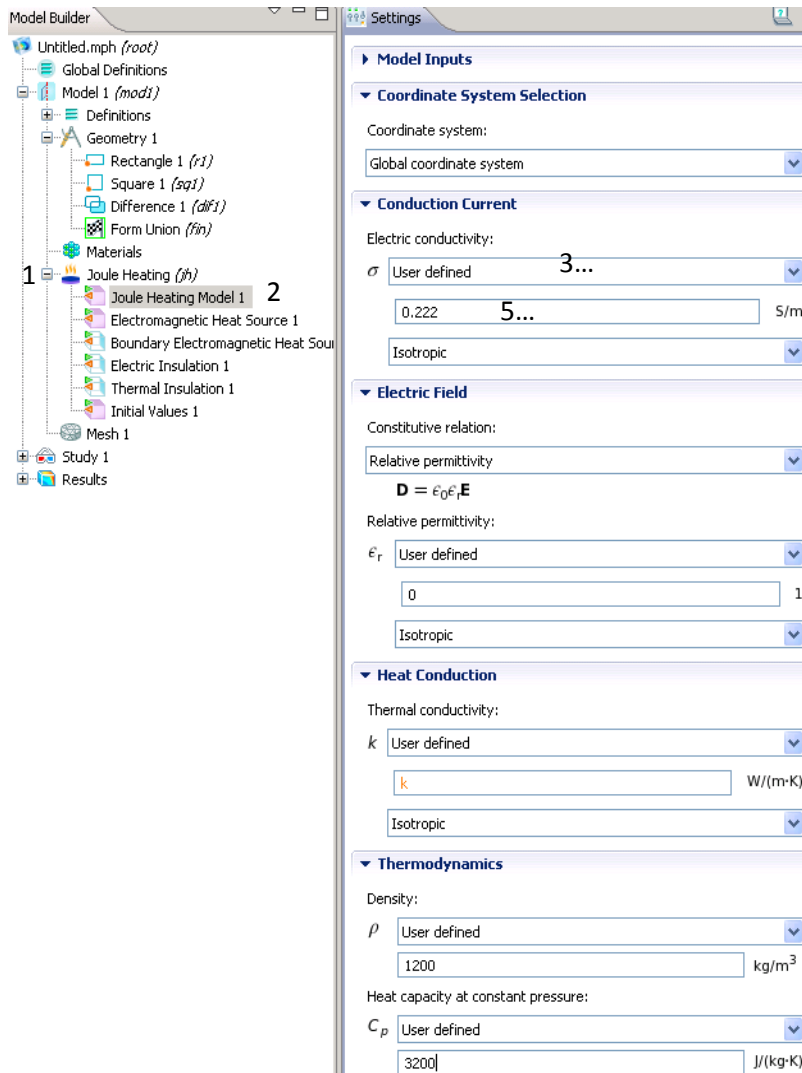 Model Builder
Untitled.mph (root)
Global Definitions
Model 1 (mod1)
Definitions
Geometry 1
Rectangle 1 (r1)
Square 1 (sq1)
Difference 1 (dif1)
Form Union (fin)
Materials
1 Joule Heating (jh)
Joule Heating Model 1 2
Electromagnetic Heat Source 1
Boundary Electromagnetic Heat Sou
Electric Insulation 1
Thermal Insulation 1
Initial Values 1
Mesh 1
Study 1
Results
Settings
Model Inputs
Coordinate System Selection
Coordinate system:
Global coordinate system
Conduction Current
Electric conductivity:
σ User defined 3...
0.222 5... S/m
Isotropic
Electric Field
Constitutive relation:
Relative permittivity
D = ϵ₀ϵᵣE
Relative permittivity:
ϵᵣ User defined
0 1
Isotropic
Heat Conduction
Thermal conductivity:
k User defined
k W/(m·K)
Isotropic
Thermodynamics
Density:
ρ User defined
1200 kg/m³
Heat capacity at constant pressure:
Cₚ User defined
3200 J/(kg·K)